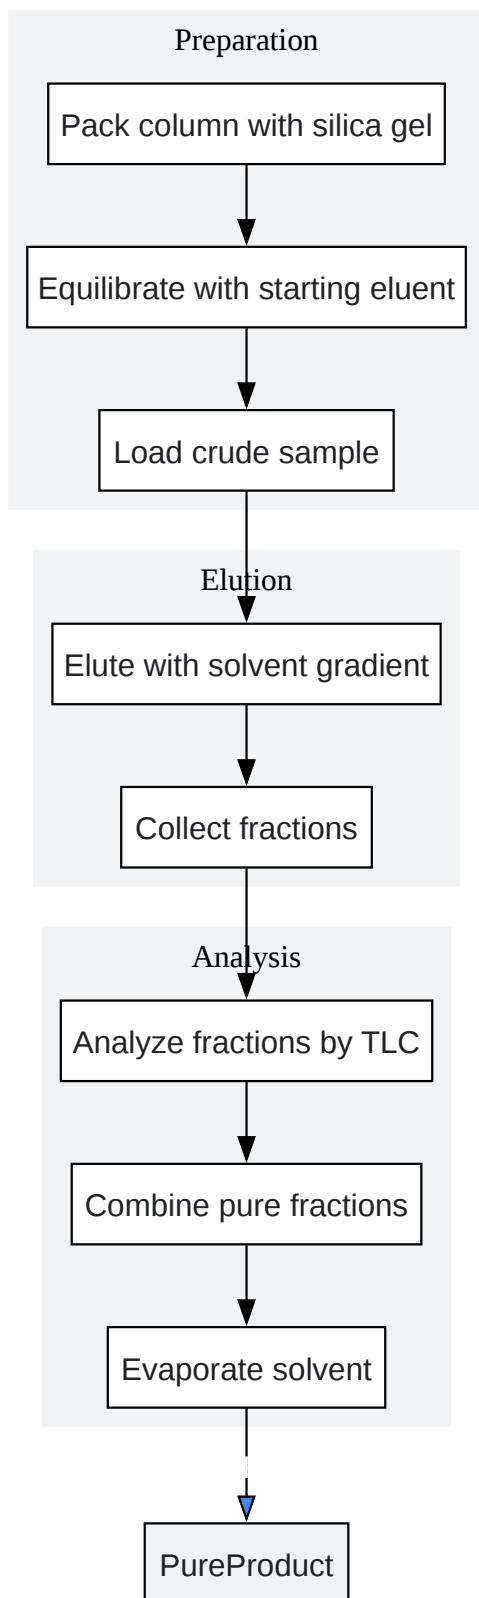 Preparation
Pack column with silica gel
Equilibrate with starting eluent
Load crude sample
Elution
Elute with solvent gradient
Collect fractions
Analysis
Analyze fractions by TLC
Combine pure fractions
Evaporate solvent
PureProduct